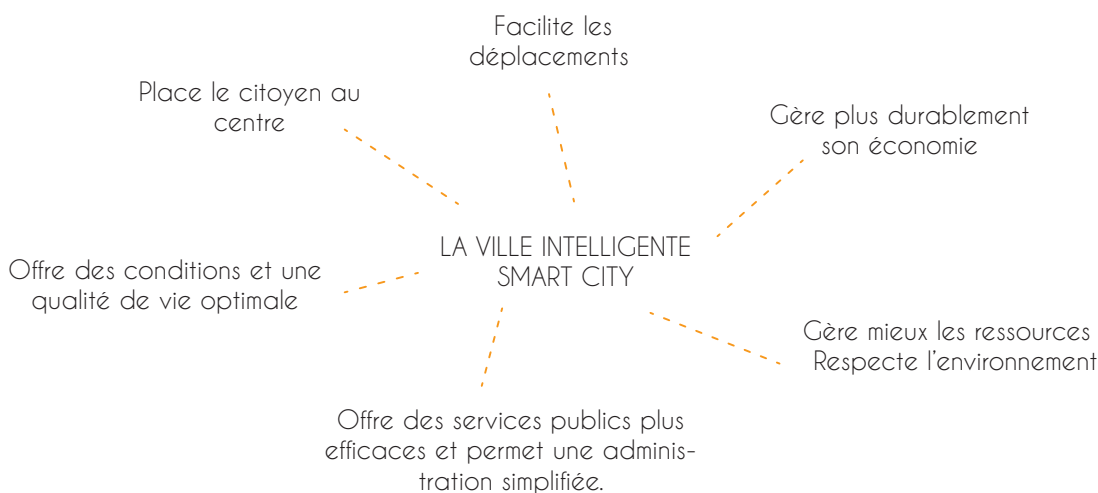 Facilite les
déplacements
Place le citoyen au
centre
Gère plus durablement
son économie
LA VILLE INTELLIGENTE
SMART CITY
Offre des conditions et une
qualité de vie optimale
Gère mieux les ressources
Respecte l'environnement
Offre des services publics plus
efficaces et permet une adminis-
tration simplifiée.